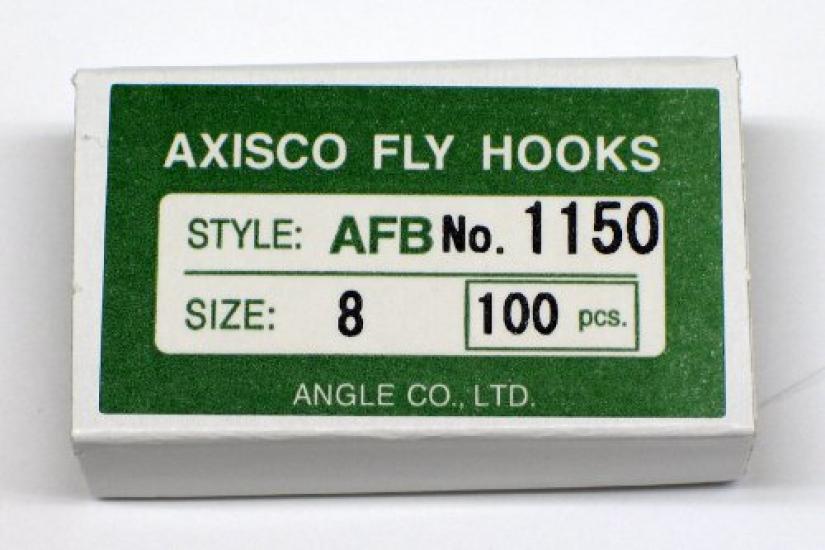 AXISCO FLY HOOKS
STYLE: AFB No. 1150
SIZE: 8 100 pcs.
ANGLE CO., LTD.